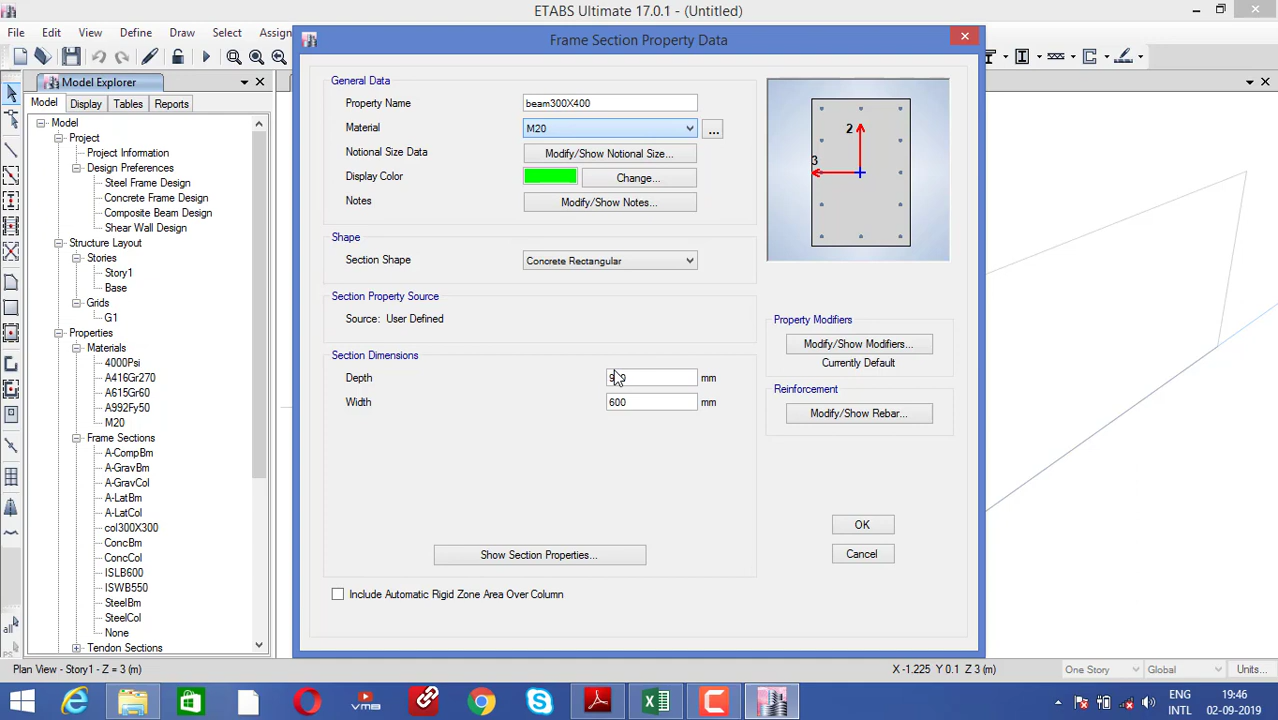 ETABS Ultimate 17.0.1 - (Untitled)
File Edit View Define Draw Select Assign
Frame Section Property Data
Model Explorer
Model Display Tables Reports
Model
Project
Project Information
Design Preferences
Steel Frame Design
Concrete Frame Design
Composite Beam Design
Shear Wall Design
Structure Layout
Stories
Story1
Base
Grids
G1
Properties
Materials
4000Psi
A416Gr270
A615Gr60
A992Fy50
M20
Frame Sections
A-CompBm
A-GravBm
A-GravCol
A-LatBm
A-LatCol
col300X300
ConcBm
ConcCol
ISLB600
ISWB550
SteelBm
SteelCol
None
Tendon Sections
General Data
Property Name beam300X400
Material M20 ...
Notional Size Data Modify/Show Notional Size...
Display Color Change...
Notes Modify/Show Notes...
Shape
Section Shape Concrete Rectangular
Section Property Source
Source: User Defined
Section Dimensions
Depth mm
Width 600 mm
Show Section Properties...
Include Automatic Rigid Zone Area Over Column
2
3
Property Modifiers
Modify/Show Modifiers...
Currently Default
Reinforcement
Modify/Show Rebar...
OK
Cancel
all
Plan View - Story1 - Z = 3 (m) X -1.225 Y 0.1 Z 3 (m) One Story Global Units...
vmb
ENG 19:46
INTL 02-09-2019